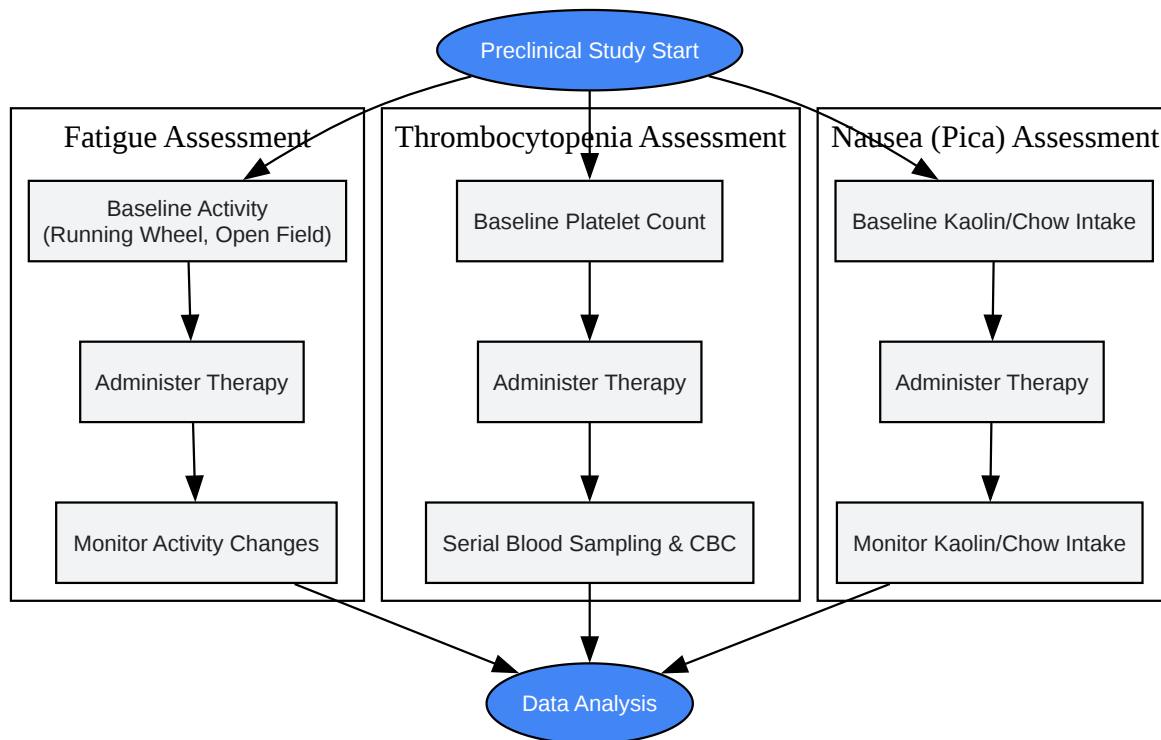 Preclinical Study Start
Fatigue Assessment
Baseline Activity
(Running Wheel, Open Field)
Administer Therapy
Monitor Activity Changes
Thrombocytopenia Assessment
Baseline Platelet Count
Administer Therapy
Serial Blood Sampling & CBC
Nausea (Pica) Assessment
Baseline Kaolin/Chow Intake
Administer Therapy
Monitor Kaolin/Chow Intake
Data Analysis